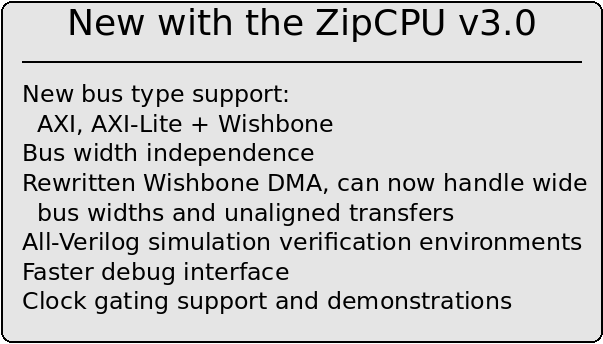 New with the ZipCPU v3.0
New bus type support:
AXI, AXI-Lite + Wishbone
Bus width independence
Rewritten Wishbone DMA, can now handle wide
bus widths and unaligned transfers
All-Verilog simulation verification environments
Faster debug interface
Clock gating support and demonstrations